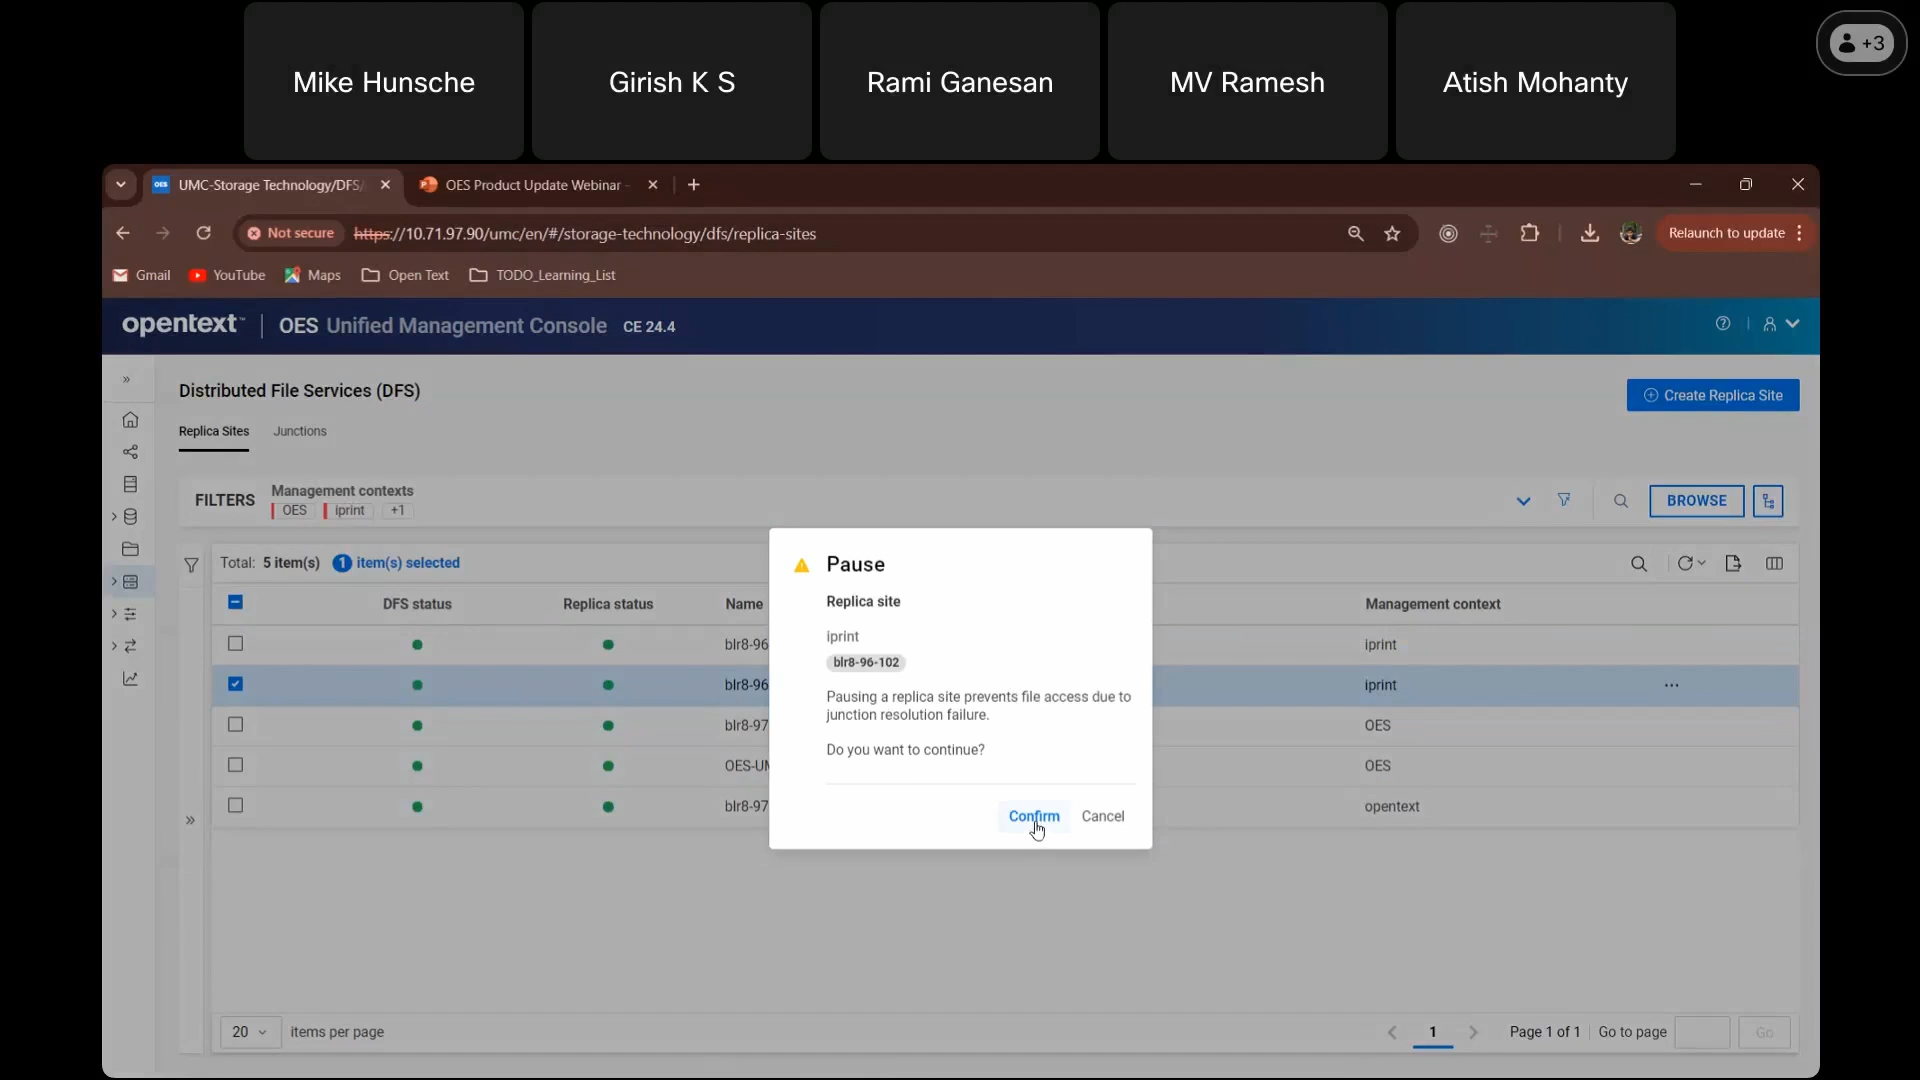 Mike Hunsche
Girish K S
Rami Ganesan
MV Ramesh
Atish Mohanty
+3
OES UMC-Storage Technology/DFS/
OES Product Update Webinar -
Not secure https://10.71.97.90/umc/en/#/storage-technology/dfs/replica-sites
Relaunch to update
Gmail YouTube Maps Open Text TODO_Learning_List
opentext™ | OES Unified Management Console CE 24.4
Distributed File Services (DFS)
Create Replica Site
Replica Sites Junctions
FILTERS Management contexts
OES iprint +1
BROWSE
Total: 5 item(s) 1 item(s) selected
DFS status Replica status Name Management context
blr8-96 iprint
blr8-96 iprint ...
blr8-97 OES
OES-UM OES
blr8-97 opentext
Pause
Replica site
iprint
blr8-96-102
Pausing a replica site prevents file access due to
junction resolution failure.
Do you want to continue?
Confirm Cancel
20 items per page
1 Page 1 of 1 Go to page Go